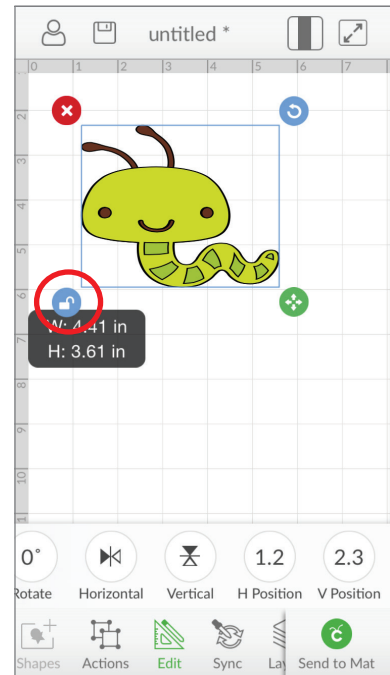 untitled *
0 1 2 3 4 5 6 7
2
3
4
5
6
7
8
9
10
W: 4.41 in
H: 3.61 in
0° 1.2 2.3
Rotate Horizontal Vertical H Position V Position
Shapes Actions Edit Sync Lay Send to Mat